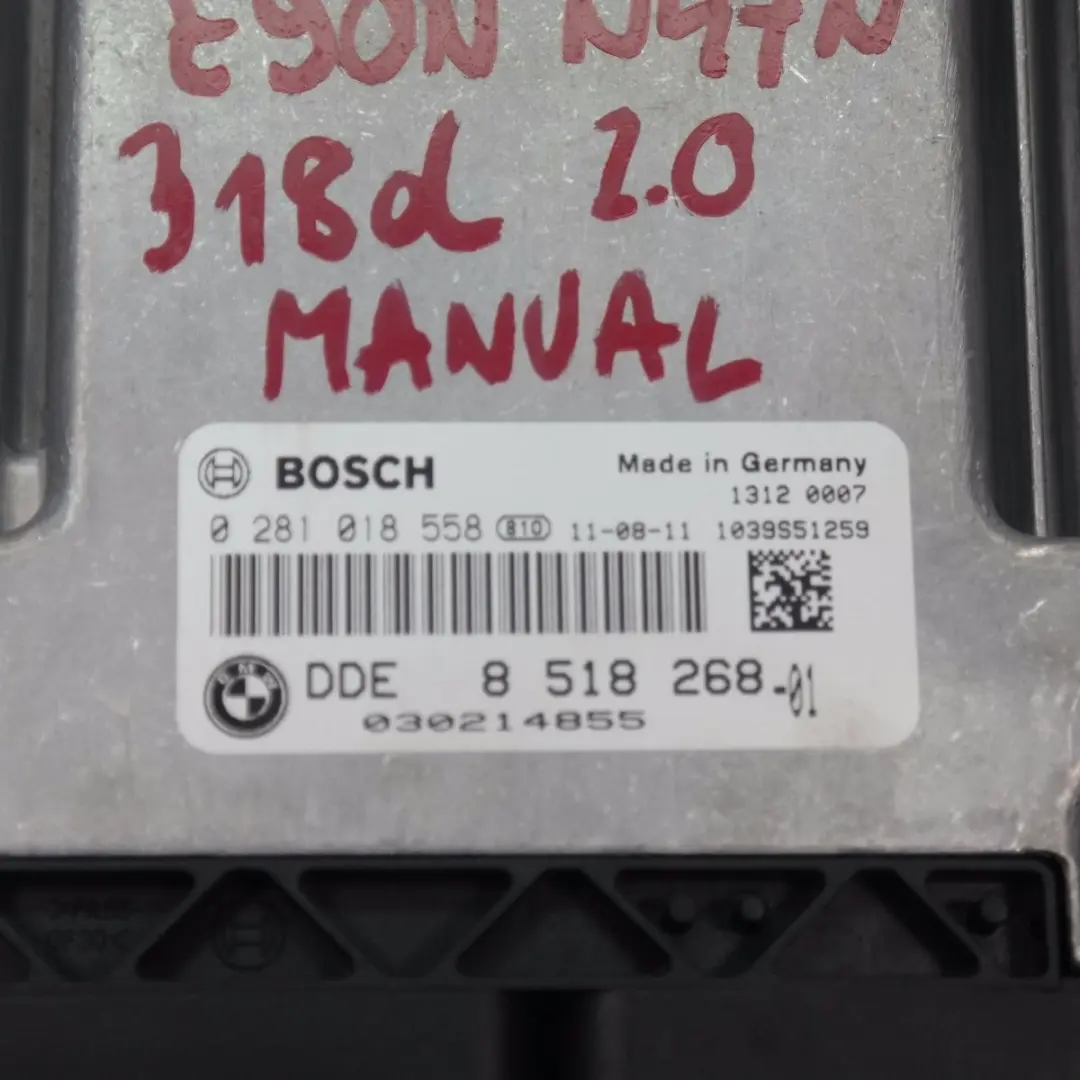 E90N N47N
318d 2.0
MANUAL
BOSCH
Made in Germany
1312 0007
0 281 018 558 810 11-08-11 1039S51259
BMW
DDE 8 518 268-01
030214855